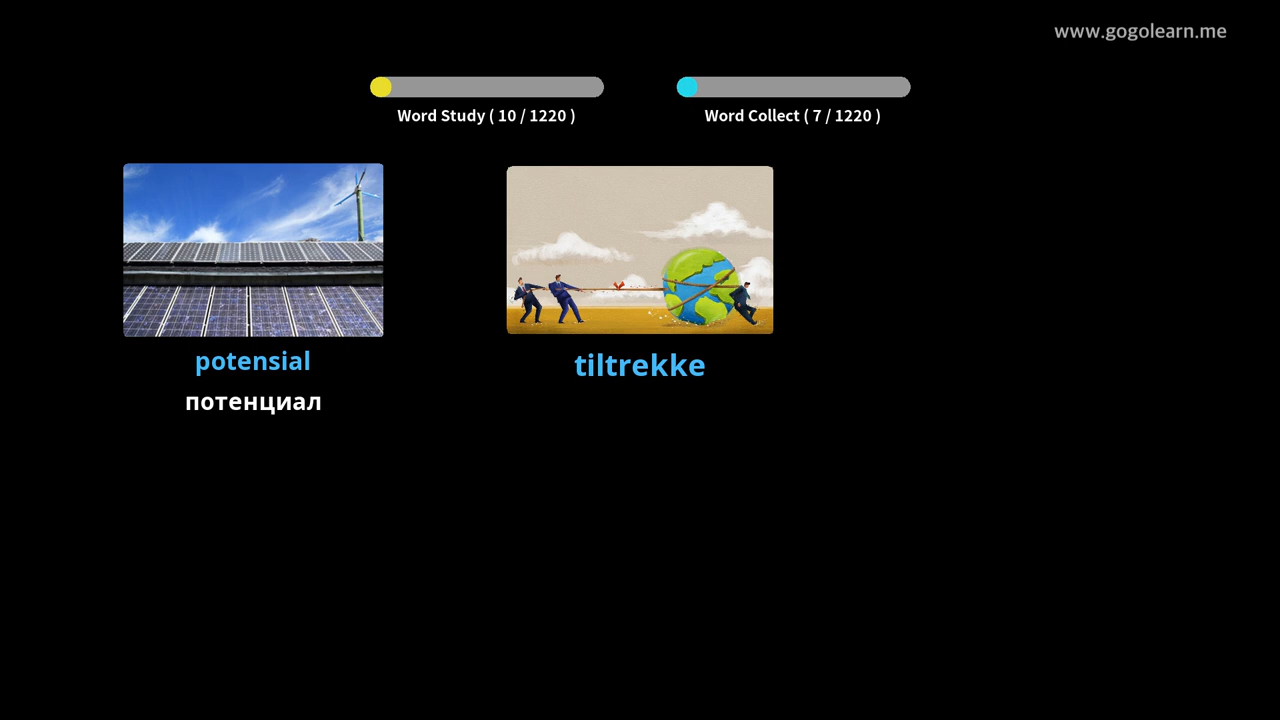 www.gogolearn.me
Word Study ( 10 / 1220 )
Word Collect ( 7 / 1220 )
potensial
потенциал
tiltrekke